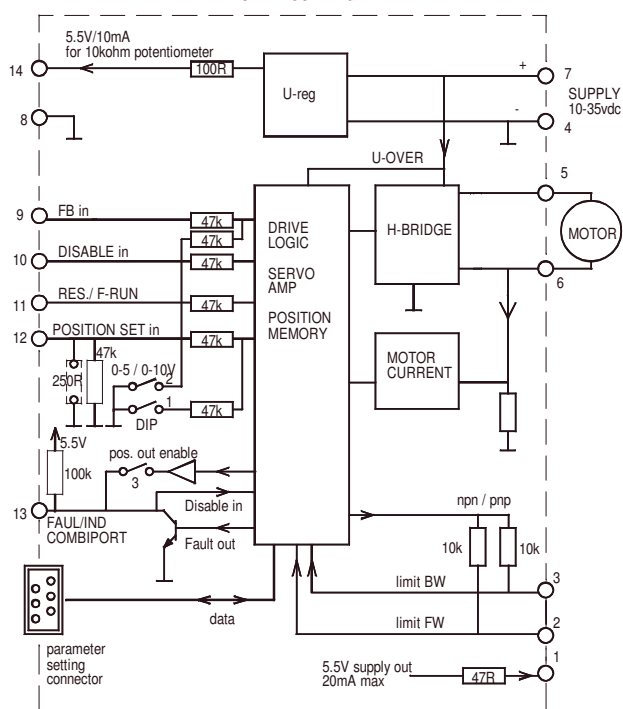 5.5V/10mA
for 10kohm potentiometer
14
100R
U-reg
+
7
SUPPLY
10-35vdc
8
-
4
U-OVER
5
9
FB in
47k
47k
DRIVE
LOGIC
SERVO
AMP
POSITION
MEMORY
H-BRIDGE
MOTOR
10
DISABLE in
47k
6
11
RES./ F-RUN
47k
12
POSITION SET in
47k
47k
250R
0-5 / 0-10V
2
1
DIP
47k
MOTOR
CURRENT
5.5V
100k
pos. out enable
3
13
FAUL/IND
COMBIPORT
Disable in
Fault out
npn / pnp
10k
10k
limit BW
3
data
limit FW
2
parameter
setting
connector
5.5V supply out
20mA max
47R
1